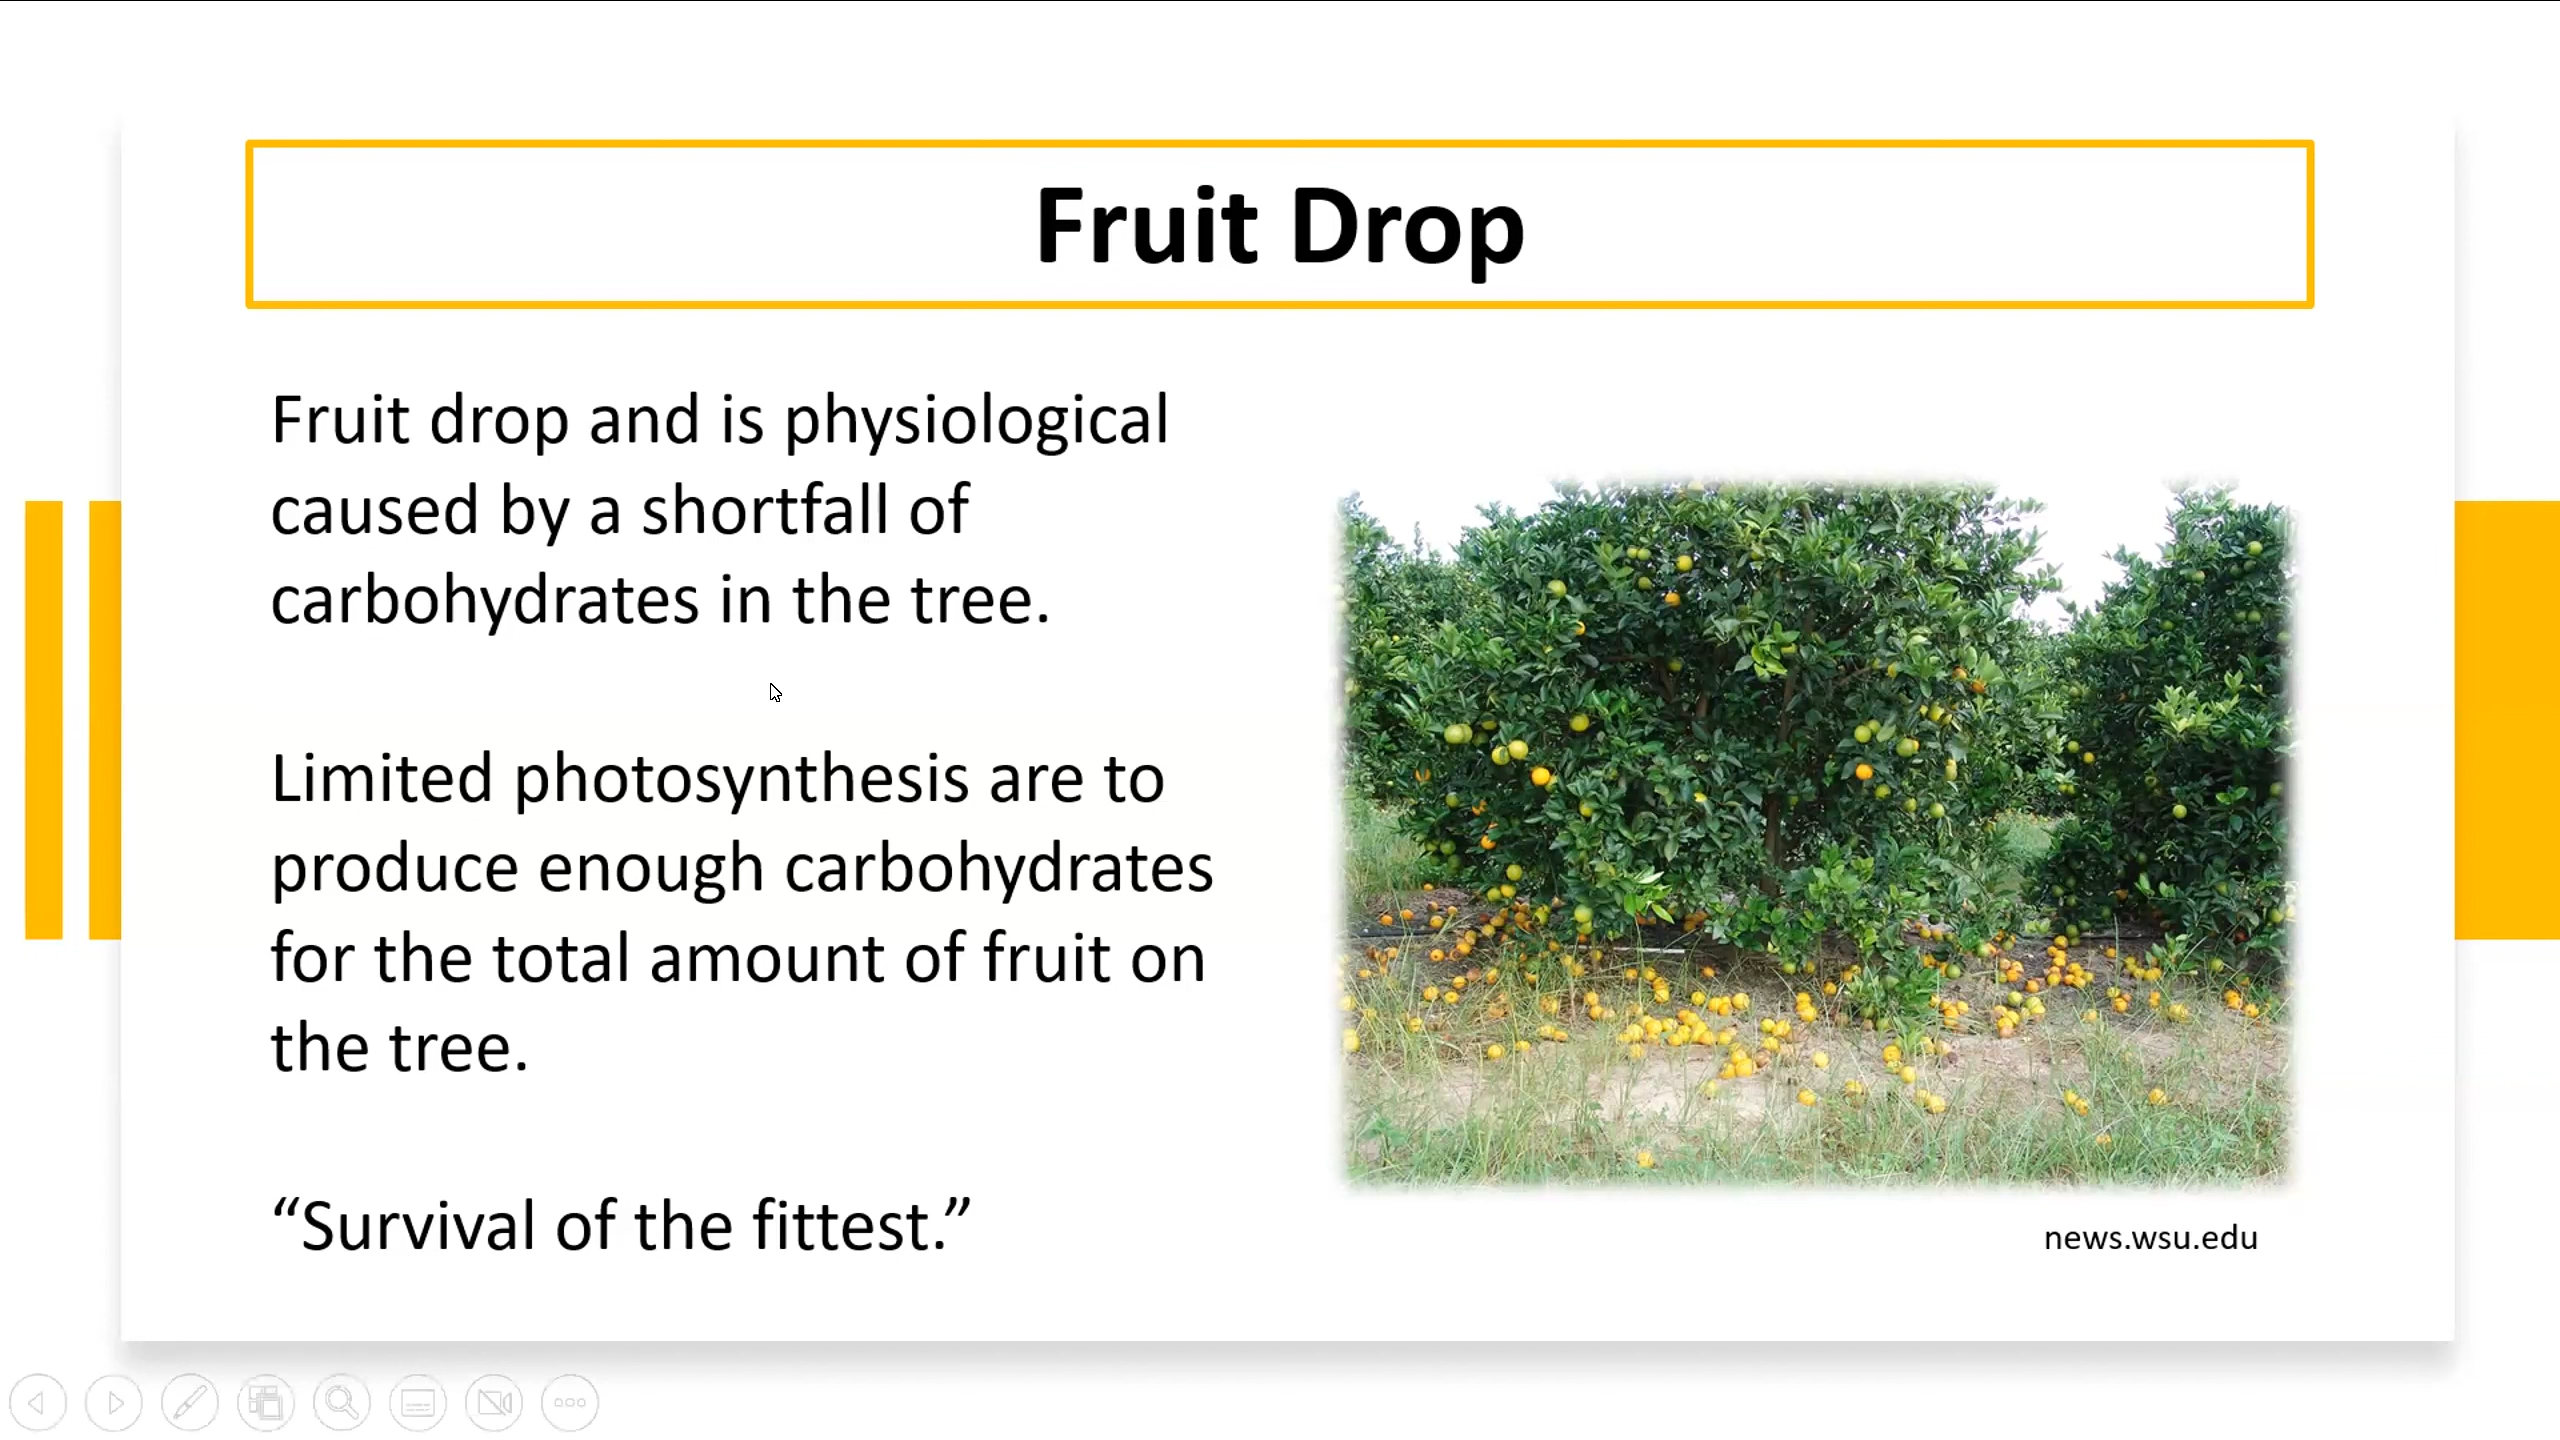 Fruit Drop
Fruit drop and is physiological
caused by a shortfall of
carbohydrates in the tree.
Limited photosynthesis are to
produce enough carbohydrates
for the total amount of fruit on
the tree.
“Survival of the fittest.”
news.wsu.edu